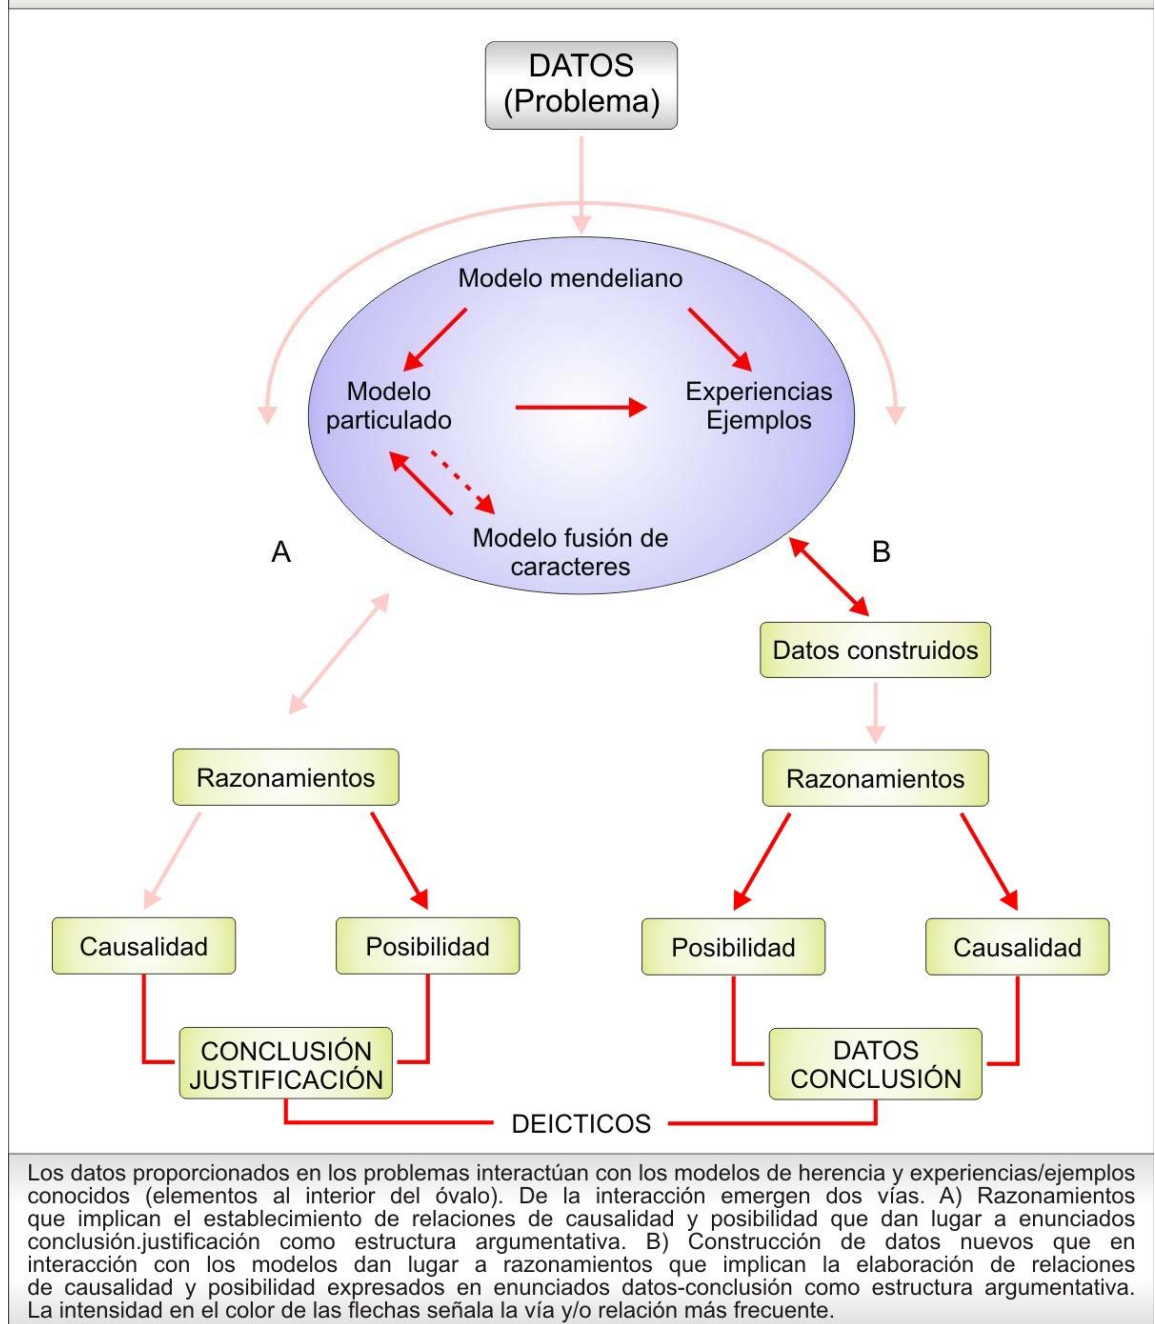 DATOS
(Problema)
Modelo mendeliano
Modelo
particulado
Experiencias
Ejemplos
Modelo fusión de
caracteres
A
B
Datos construidos
Razonamientos
Razonamientos
Causalidad
Posibilidad
Posibilidad
Causalidad
CONCLUSIÓN
JUSTIFICACIÓN
DATOS
CONCLUSIÓN
DEICTICOS
Los datos proporcionados en los problemas interactúan con los modelos de herencia y experiencias/ejemplos
conocidos (elementos al interior del óvalo). De la interacción emergen dos vías. A) Razonamientos
que implican el establecimiento de relaciones de causalidad y posibilidad que dan lugar a enunciados
conclusión.justificación como estructura argumentativa. B) Construcción de datos nuevos que en
interacción con los modelos dan lugar a razonamientos que implican la elaboración de relaciones
de causalidad y posibilidad expresados en enunciados datos-conclusión como estructura argumentativa.
La intensidad en el color de las flechas señala la vía y/o relación más frecuente.